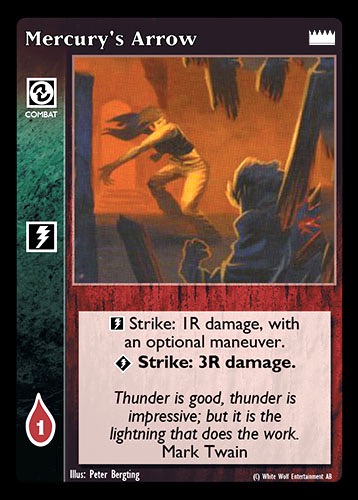 Mercury's Arrow
COMBAT
Strike: 1R damage, with
an optional maneuver.
Strike: 3R damage.
Thunder is good, thunder is
impressive; but it is the
lightning that does the work.
Mark Twain
1
Illus: Peter Bergting
(C) White Wolf Entertainment AB